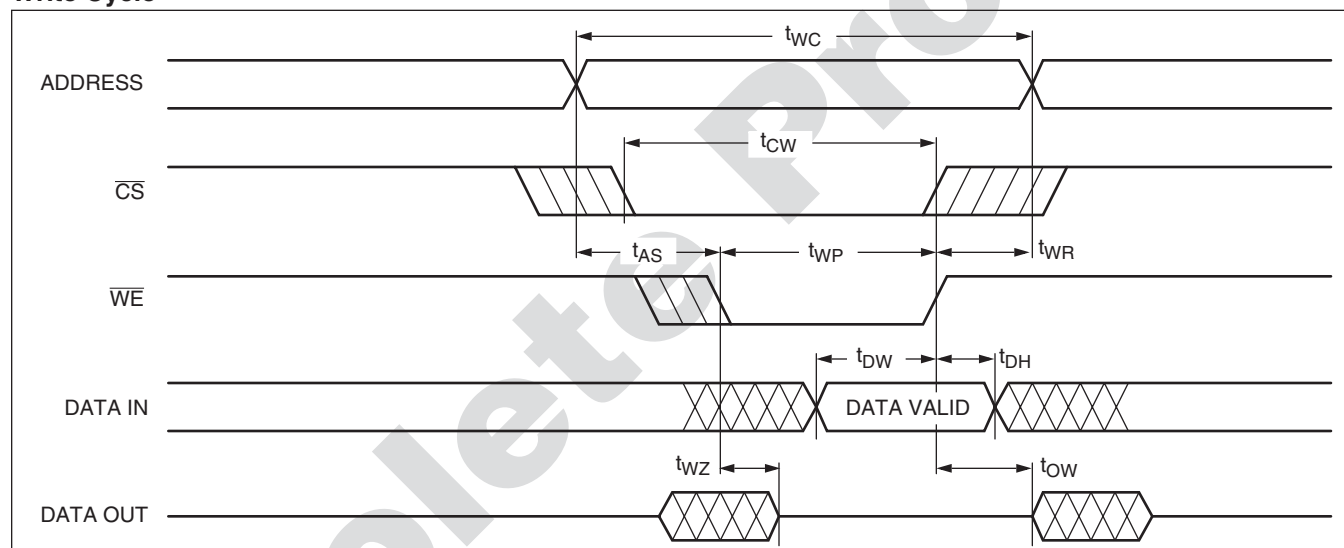 Write Cycle
tWC
ADDRESS
tCW
CS
tAS
tWP
tWR
WE
tDW
tDH
DATA IN
DATA VALID
tWZ
tOW
DATA OUT